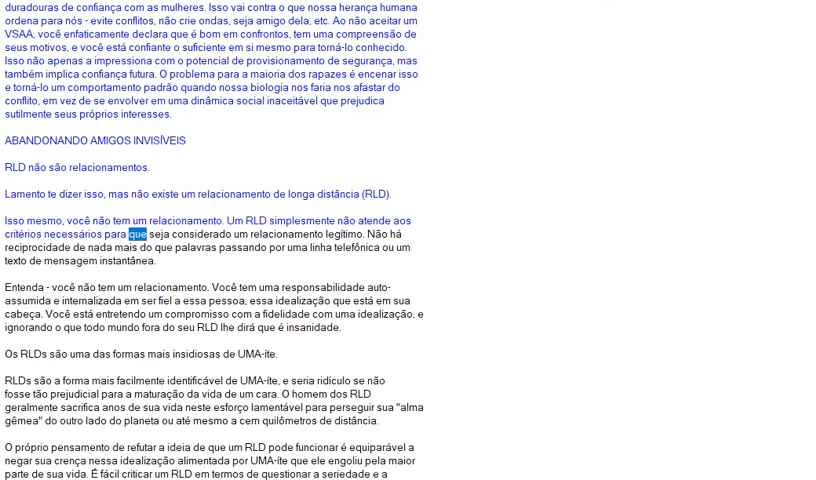 duradouras de confiança com as mulheres. Isso vai contra o que nossa herança humana
ordena para nós - evite conflitos, não crie ondas, seja amigo dela, etc. Ao não aceitar um
VSAA, você enfaticamente declara que é bom em confrontos, tem uma compreensão de
seus motivos, e você está confiante o suficiente em si mesmo para torná-lo conhecido.
Isso não apenas a impressiona com o potencial de provisionamento de segurança, mas
também implica confiança futura. O problema para a maioria dos rapazes é encenar isso
e torná-lo um comportamento padrão quando nossa biologia nos faria nos afastar do
conflito, em vez de se envolver em uma dinâmica social inaceitável que prejudica
sutilmente seus próprios interesses.
ABANDONANDO AMIGOS INVISÍVEIS
RLD não são relacionamentos.
Lamento te dizer isso, mas não existe um relacionamento de longa distância (RLD).
Isso mesmo, você não tem um relacionamento. Um RLD simplesmente não atende aos
critérios necessários para que seja considerado um relacionamento legítimo. Não há
reciprocidade de nada mais do que palavras passando por uma linha telefônica ou um
texto de mensagem instantânea.
Entenda - você não tem um relacionamento. Você tem uma responsabilidade auto-
assumida e internalizada em ser fiel a essa pessoa, essa idealização que está em sua
cabeça. Você está entretendo um compromisso com a fidelidade com uma idealização, e
ignorando o que todo mundo fora do seu RLD lhe dirá que é insanidade.
Os RLDs são uma das formas mais insidiosas de UMA-íte.
RLDs são a forma mais facilmente identificável de UMA-íte, e seria ridículo se não
fosse tão prejudicial para a maturação da vida de um cara. O homem dos RLD
geralmente sacrifica anos de sua vida neste esforço lamentável para perseguir sua "alma
gêmea" do outro lado do planeta ou até mesmo a cem quilômetros de distância.
O próprio pensamento de refutar a ideia de que um RLD pode funcionar é equiparável a
negar sua crença nessa idealização alimentada por UMA-íte que ele engoliu pela maior
parte de sua vida. É fácil criticar um RLD em termos de questionar a seriedade e a